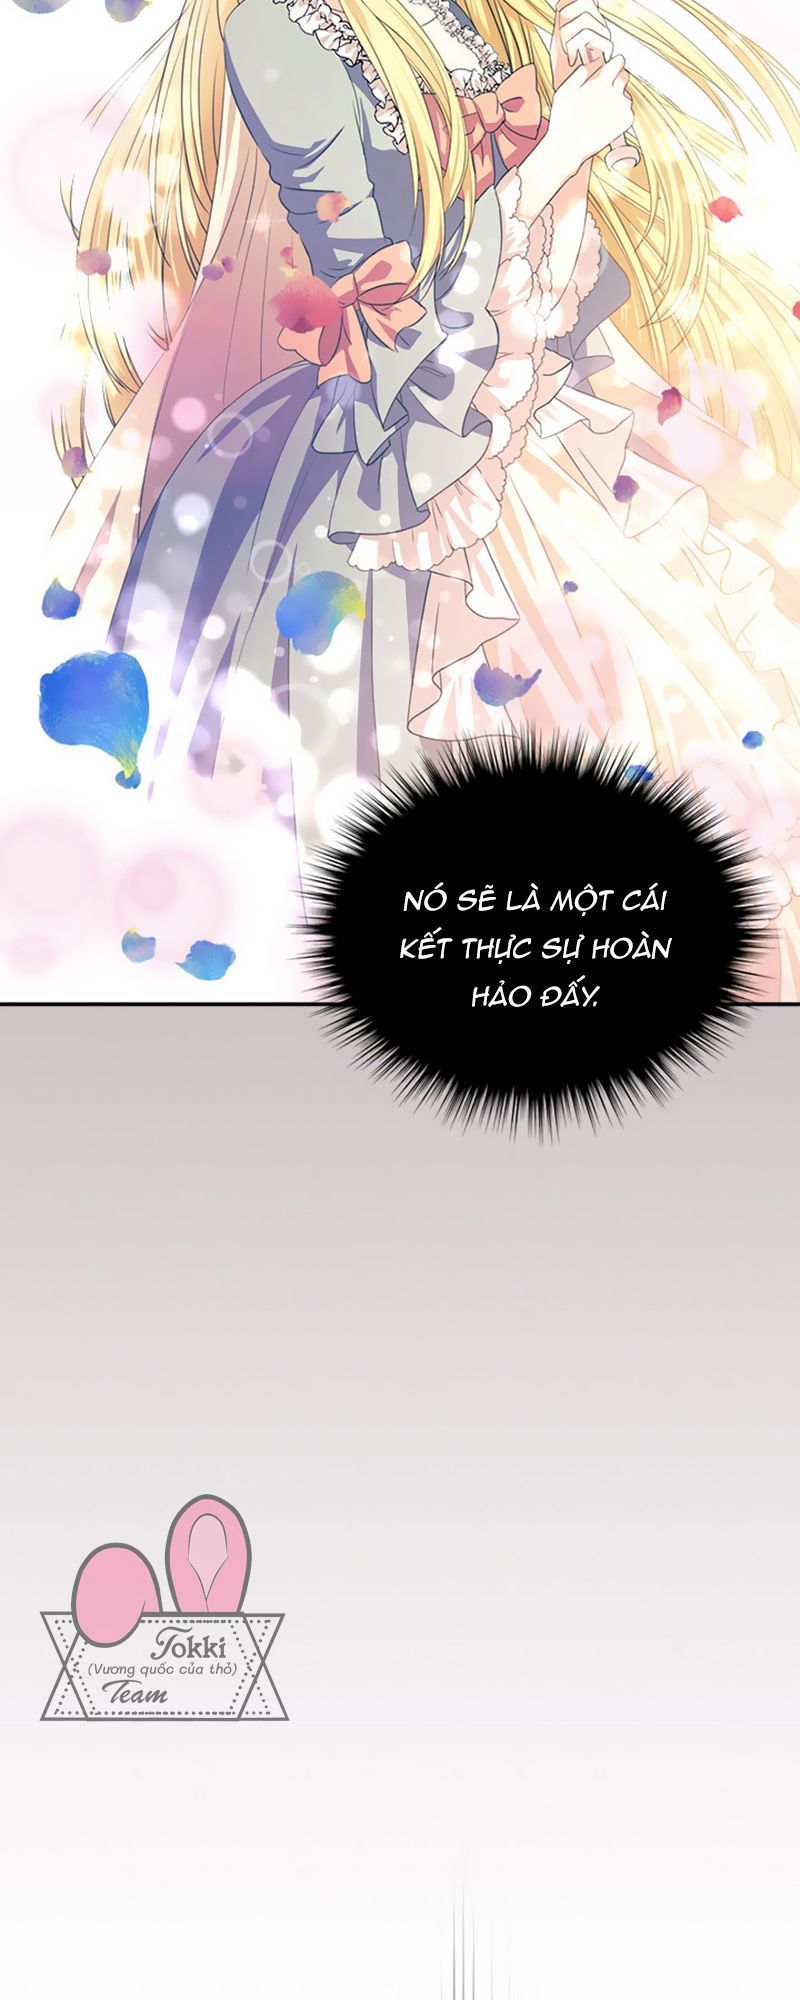 NÓ SẼ LÀ MỘT CÁI
KẾT THỰC SỰ HOÀN
HẢO ĐẤY.
Tokki
(Vương quốc của thỏ)
Team